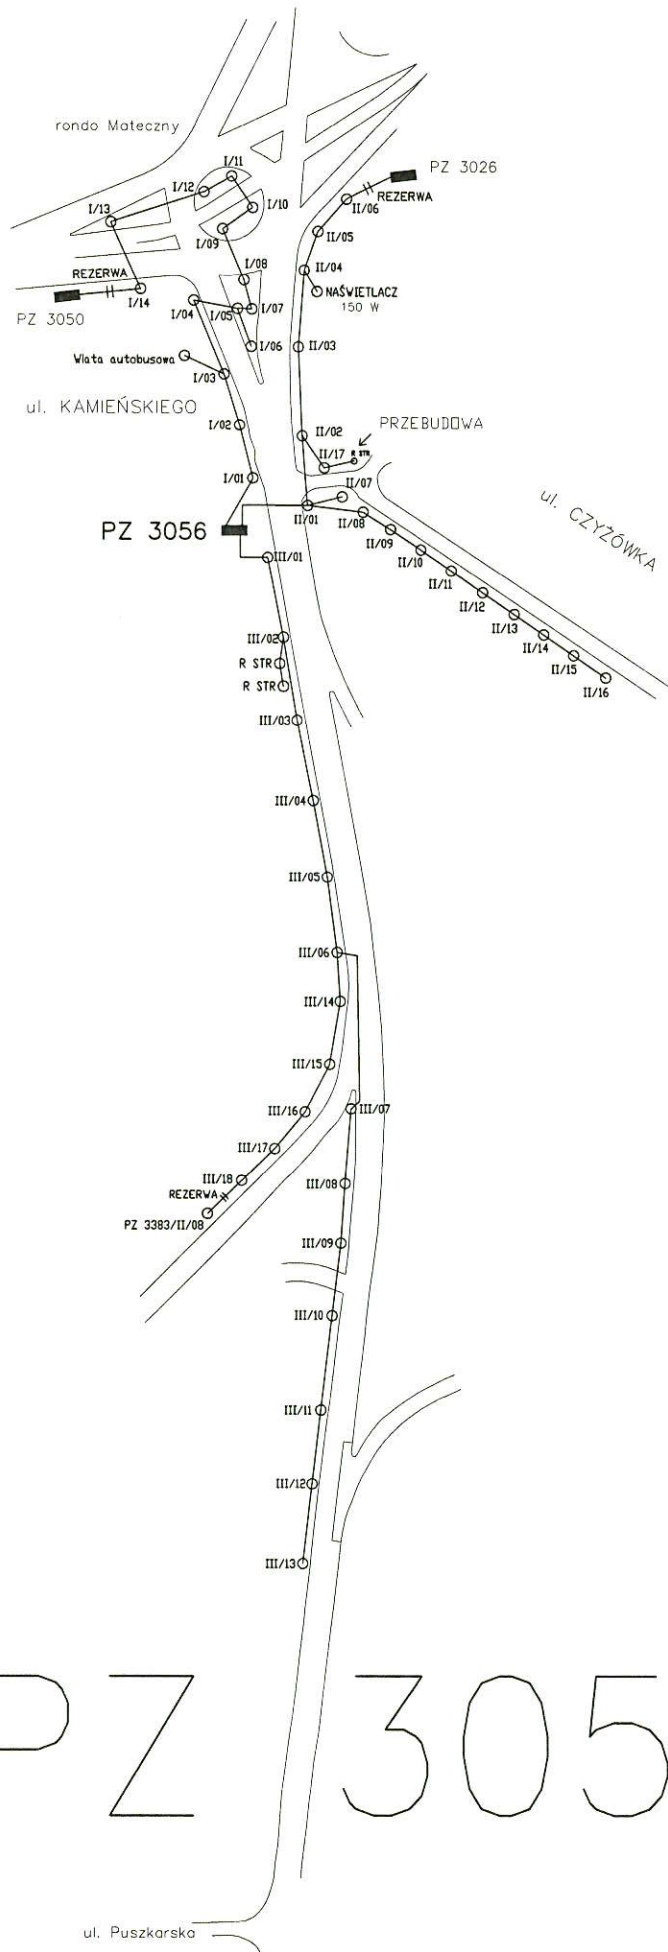 rondo Mateczny
I/11
PZ 3026
I/12
REZERWA
I/10
II/06
I/13
I/09
II/05
I/08
II/04
REZERWA
NAŚWIETLACZ
150 W
I/14
I/04
I/05
I/07
PZ 3050
I/06
II/03
Wiata autobusowa
I/03
ul. KAMIEŃSKIEGO
I/02
II/02
PRZEBUDOWA
II/17
R STR
I/01
II/07
ul. CZYŻÓWKA
II/01
II/08
PZ 3056
II/09
II/10
III/01
II/11
II/12
II/13
III/02
II/14
R STR
II/15
R STR
II/16
III/03
III/04
III/05
III/06
III/14
III/15
III/16
III/07
III/17
III/18
III/08
REZERWA
PZ 3383/II/08
III/09
III/10
III/11
III/12
III/13
PZ 305
ul. Puszkarska